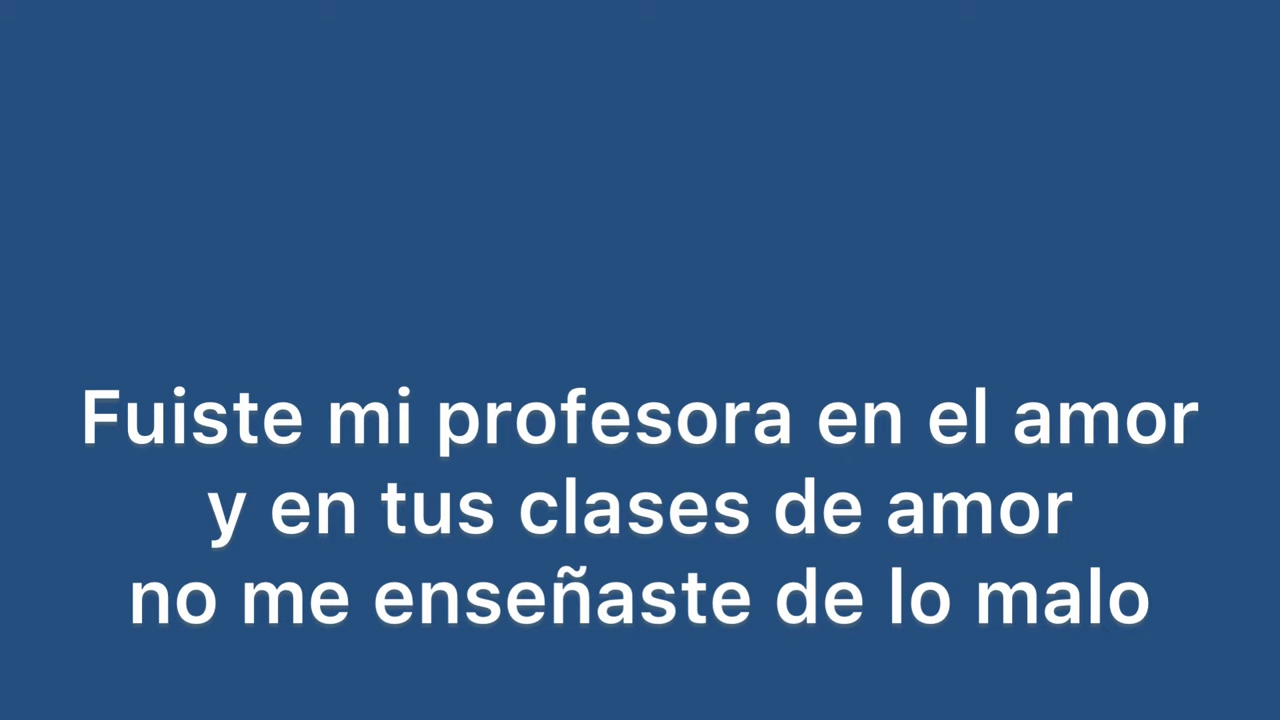 Fuiste mi profesora en el amor
y en tus clases de amor
no me enseñaste de lo malo